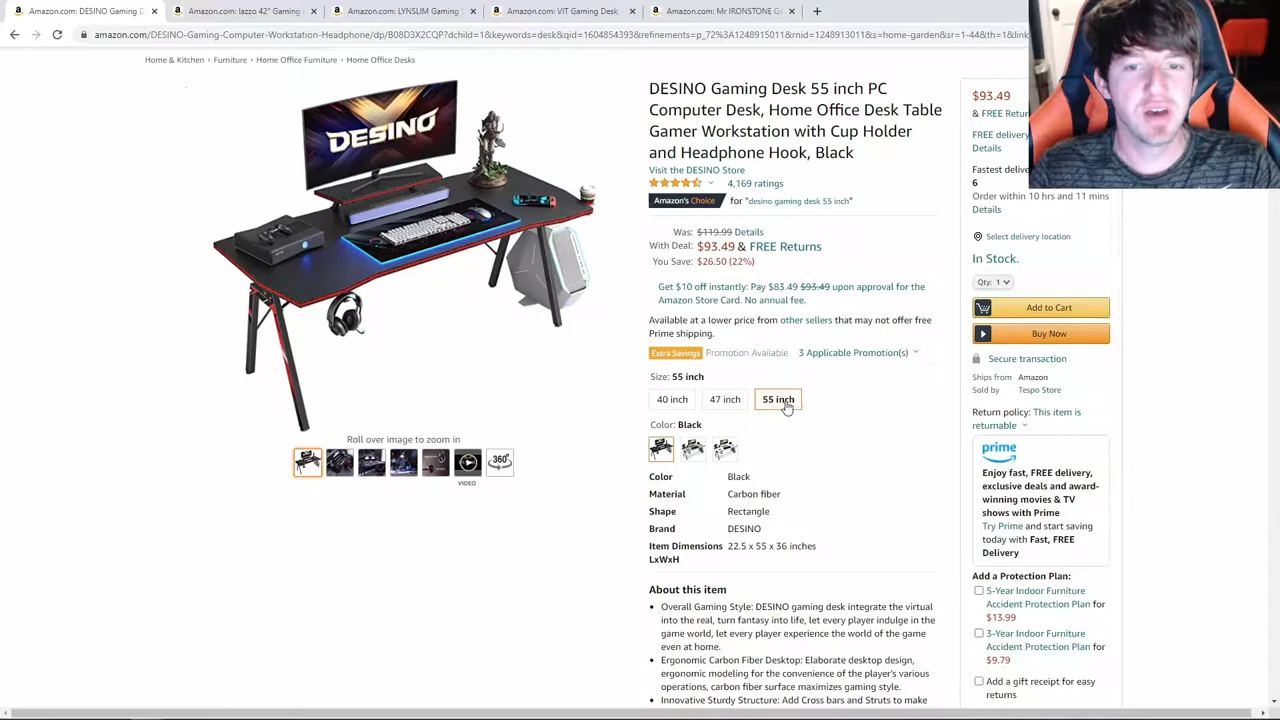 Amazon.com: DESINO Gaming D
Amazon.com: Iazzo 42" Gaming
Amazon.com: LYNSLIM Gaming
Amazon.com: VIT Gaming Desk,
Amazon.com: Mr IRONSTONE G
amazon.com/DESINO-Gaming-Computer-Workstation-Headphone/dp/B08D3X2CQP?dchild=1&keywords=desk&qid=1604854393&refinements=p_72%3A1248915011&rnid=1248913011&s=home-garden&sr=1-44&th=1&link
Home & Kitchen › Furniture › Home Office Furniture › Home Office Desks
DESINO
Roll over image to zoom in
360°
VIDEO
DESINO Gaming Desk 55 inch PC
Computer Desk, Home Office Desk Table
Gamer Workstation with Cup Holder
and Headphone Hook, Black
Visit the DESINO Store
4,169 ratings
Amazon's Choice for "desino gaming desk 55 inch"
Was: $119.99 Details
With Deal: $93.49 & FREE Returns
You Save: $26.50 (22%)
Get $10 off instantly: Pay $83.49 $93.49 upon approval for the
Amazon Store Card. No annual fee.
Available at a lower price from other sellers that may not offer free
Prime shipping.
Extra Savings Promotion Available. 3 Applicable Promotion(s)
Size: 55 inch
40 inch 47 inch 55 inch
Color: Black
Color Black
Material Carbon fiber
Shape Rectangle
Brand DESINO
Item Dimensions 22.5 x 55 x 36 inches
LxWxH
About this item
• Overall Gaming Style: DESINO gaming desk integrate the virtual
into the real, turn fantasy into life, let every player indulge in the
game world, let every player experience the world of the game
even at home.
• Ergonomic Carbon Fiber Desktop: Elaborate desktop design,
ergonomic modeling for the convenience of the player's various
operations, carbon fiber surface maximizes gaming style.
• Innovative Sturdy Structure: Add Cross bars and Struts to make
$93.49
& FREE Retur
FREE delivery
Details
Fastest delive
6
Order within 10 hrs and 11 mins
Details
Select delivery location
In Stock.
Qty: 1
Add to Cart
Buy Now
Secure transaction
Ships from Amazon
Sold by Tespo Store
Return policy: This item is
returnable
prime
Enjoy fast, FREE delivery,
exclusive deals and award-
winning movies & TV
shows with Prime
Try Prime and start saving
today with Fast, FREE
Delivery
Add a Protection Plan:
5-Year Indoor Furniture
Accident Protection Plan for
$13.99
3-Year Indoor Furniture
Accident Protection Plan for
$9.79
Add a gift receipt for easy
returns